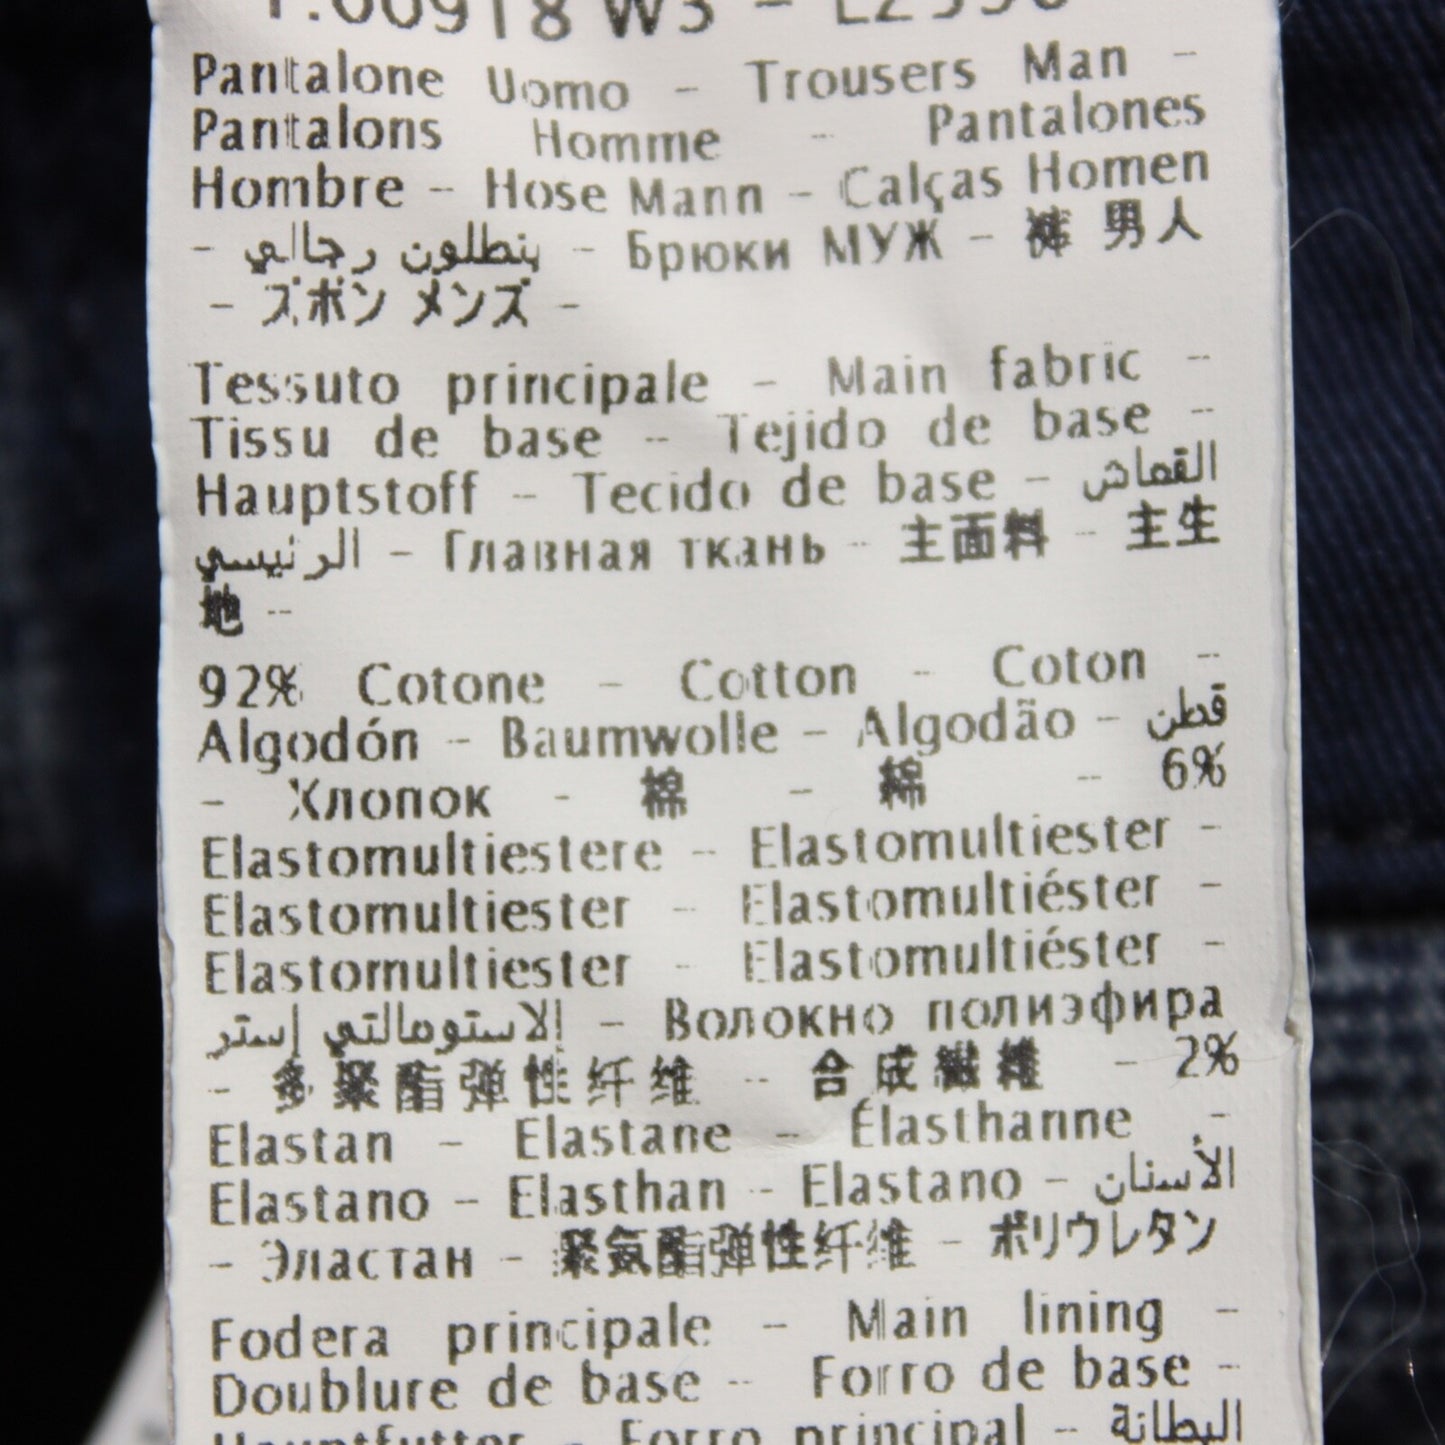 Pantalone Uomo - Trousers Man -
Pantalons Homme - Pantalones
Hombre - Hose Mann - Calças Homen
- بنطلون رجالي - Брюки МУЖ - 裤 男人
- ズボン メンズ -
Tessuto principale - Main fabric -
Tissu de base - Tejido de base -
Hauptstoff - Tecido de base - القماش
الرئيسي - Главная ткань - 主面料 - 主生
地 -
92% Cotone - Cotton - Coton -
Algodón - Baumwolle - Algodão - قطن
- Хлопок - 棉 - 綿 - 6%
Elastomultiestere - Elastomultiester -
Elastomultiester - Elastomultiéster -
Elastomultiester - Elastomultiéster -
الاستومالتي إستر - Волокно полиэфира
- 多聚酯弹性纤维 - 合成繊維 - 2%
Elastan - Elastane - Élasthanne -
Elastano - Elasthan - Elastano - الأسنان
- Эластан - 聚氨酯弹性纤维 - ポリウレタン
Fodera principale - Main lining -
Doublure de base - Forro de base -
Hauptfutter - Forro principal - البطانة